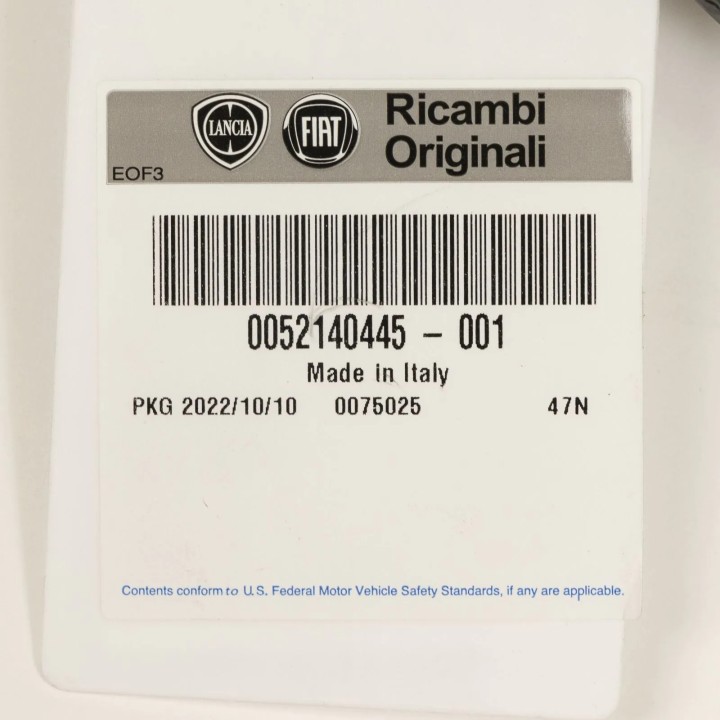 LANCIA FIAT Ricambi
Originali
EOF3
0052140445 - 001
Made in Italy
PKG 2022/10/10 0075025 47N
Contents conform to U.S. Federal Motor Vehicle Safety Standards, if any are applicable.